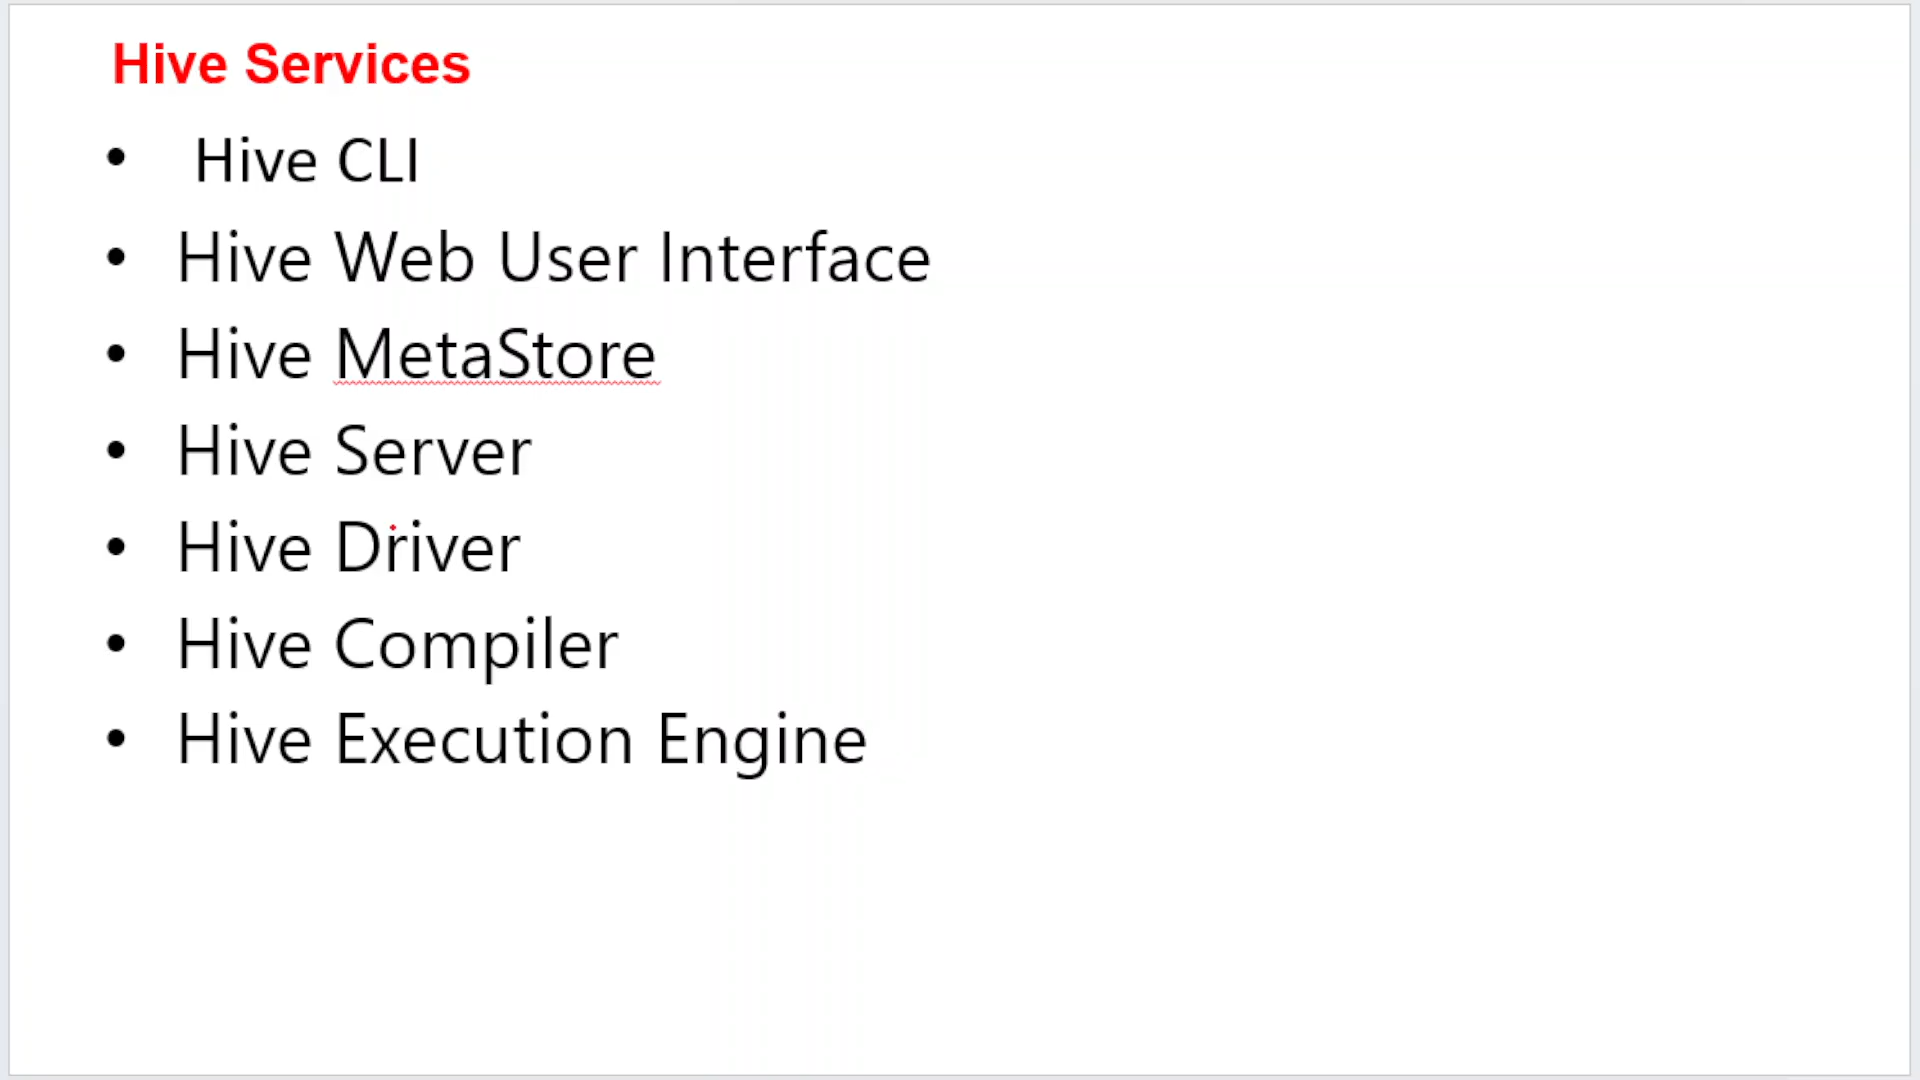 Hive Services
• Hive CLI
• Hive Web User Interface
• Hive MetaStore
• Hive Server
• Hive Driver
• Hive Compiler
• Hive Execution Engine